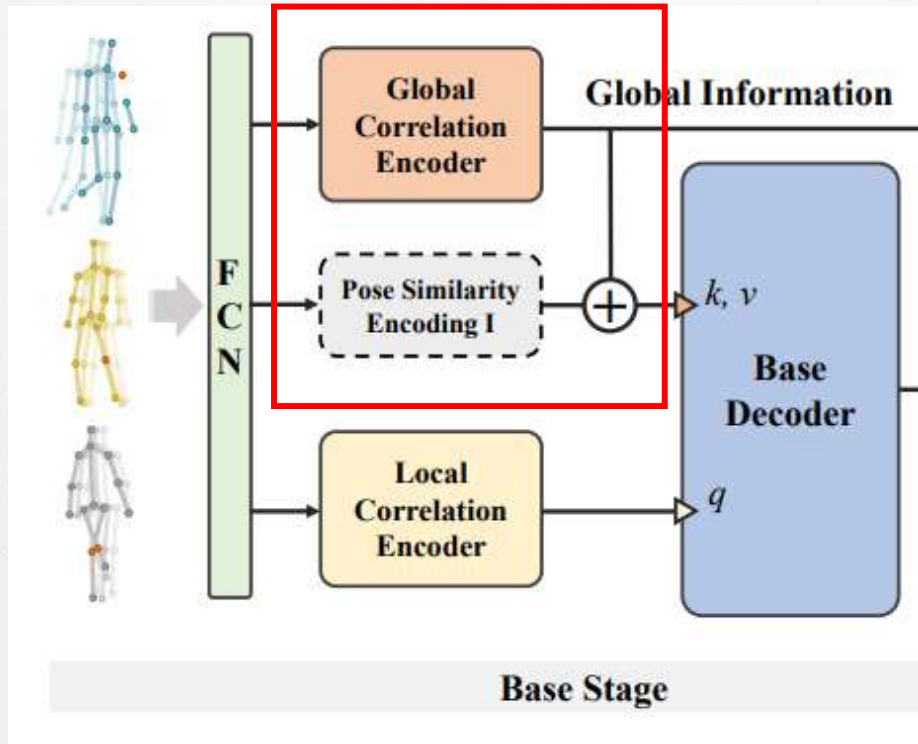 Global
Correlation
Encoder
Global Information
F
C
N
Pose Similarity
Encoding I
+
k, v
Base
Decoder
Local
Correlation
Encoder
q
Base Stage